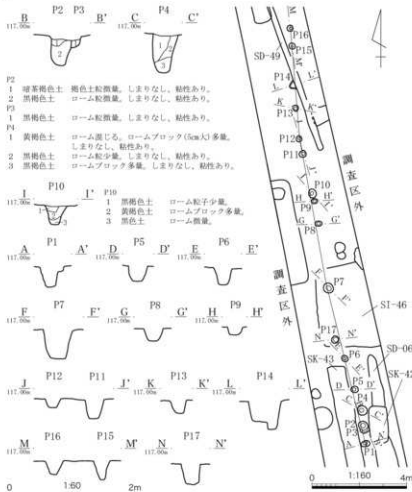 P2 P3 P4
B B' C C'
117.00m 117.00m
2
1
2
3
P2
1 暗茶褐色土 褐色土粒微量。しまりなし、粘性あり。
2 黒褐色土 ローム粒微量。しまりなし、粘性あり。
P3
1 黒褐色土 ローム粒微量。しまりなし、粘性あり。
P4
1 黄褐色土 ローム混じる。ロームブロック(5cm大)多量。
しまりなし、粘性あり。
2 黒褐色土 ローム粒少量。しまりなし、粘性あり。
3 黒褐色土 ロームブロック多量。しまりなし、粘性あり。
I P10 I'
117.00m
3
P10
1 黒褐色土 ローム粒子少量。
2 黄褐色土 ロームブロック多量。
3 黒色土 ローム微量。
A P1 A' D P5 D' E P6 E'
117.00m 117.00m 117.00m
P7 P8 P9
F F' G G' H H'
117.00m 117.00m 117.00m
J P12 P11 J' K P13 K' L P14 L'
117.00m 117.00m 117.00m
M P16 P15 M' N P17 N'
117.00m 117.00m
0 1:60 2m
M
P16
SD-49
P15
M'
P14
L
L'
K
P13
K'
P12
P11
調査区外
P10
H H'
P9
G G'
P8
調査区外
P7
F
F'
SI-46
N'
P17
SD-06
SK-43
P6
D D'
SK-42
P5
P4
P2
P3
A A'
P1
0 1:160 4m